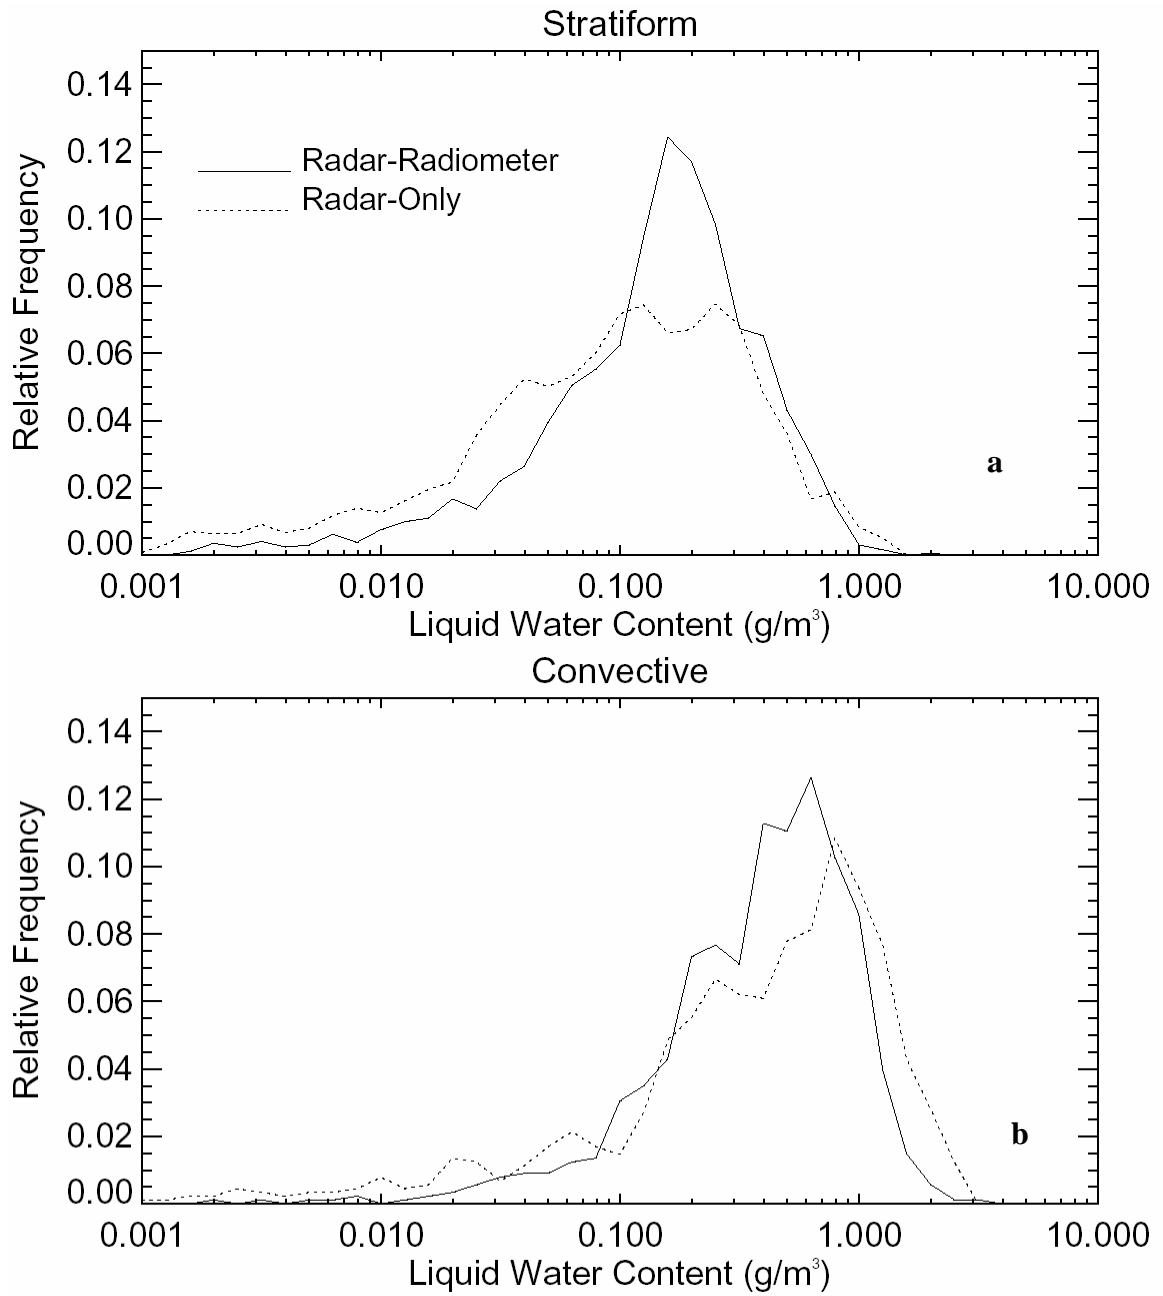 Stratiform
0.14
0.12
0.10
0.08
0.06
0.04
0.02
0.00
Relative Frequency
Radar-Radiometer
Radar-Only
a
0.001 0.010 0.100 1.000 10.000
Liquid Water Content (g/m³)
Convective
0.14
0.12
0.10
0.08
0.06
0.04
0.02
0.00
Relative Frequency
b
0.001 0.010 0.100 1.000 10.000
Liquid Water Content (g/m³)